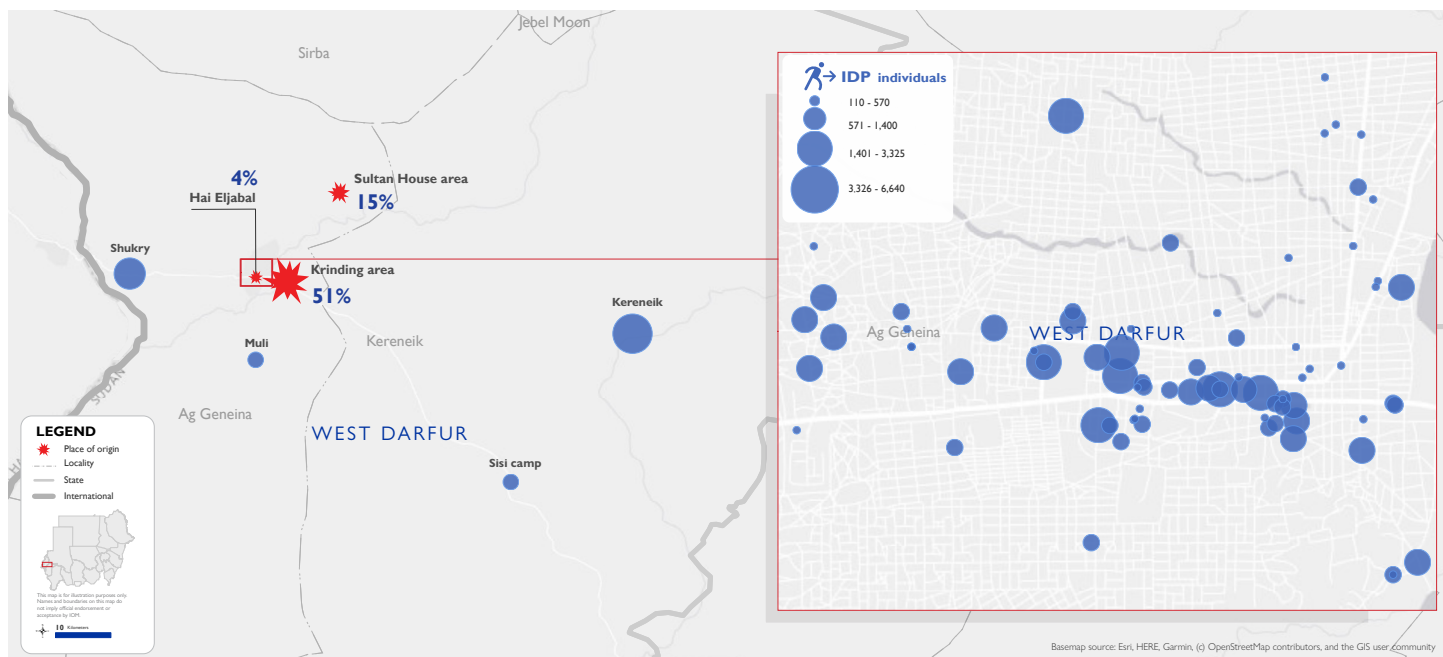 Jebel Moon
Sirba
4%
Hai Eljabal
Sultan House area
15%
Shukry
Krinding area
51%
Kereneik
Muli
Kereneik
SUDAN
Ag Geneina
WEST DARFUR
Sisi camp
LEGEND
Place of origin
Locality
State
International
This map is for illustration purposes only.
Names and boundaries on this map do
not imply official endorsement or
acceptance by IOM.
10 Kilometers
IDP individuals
110 - 570
571 - 1,400
1,401 - 3,325
3,326 - 6,640
Ag Geneina
WEST DARFUR
Basemap source: Esri, HERE, Garmin, (c) OpenStreetMap contributors, and the GIS user community